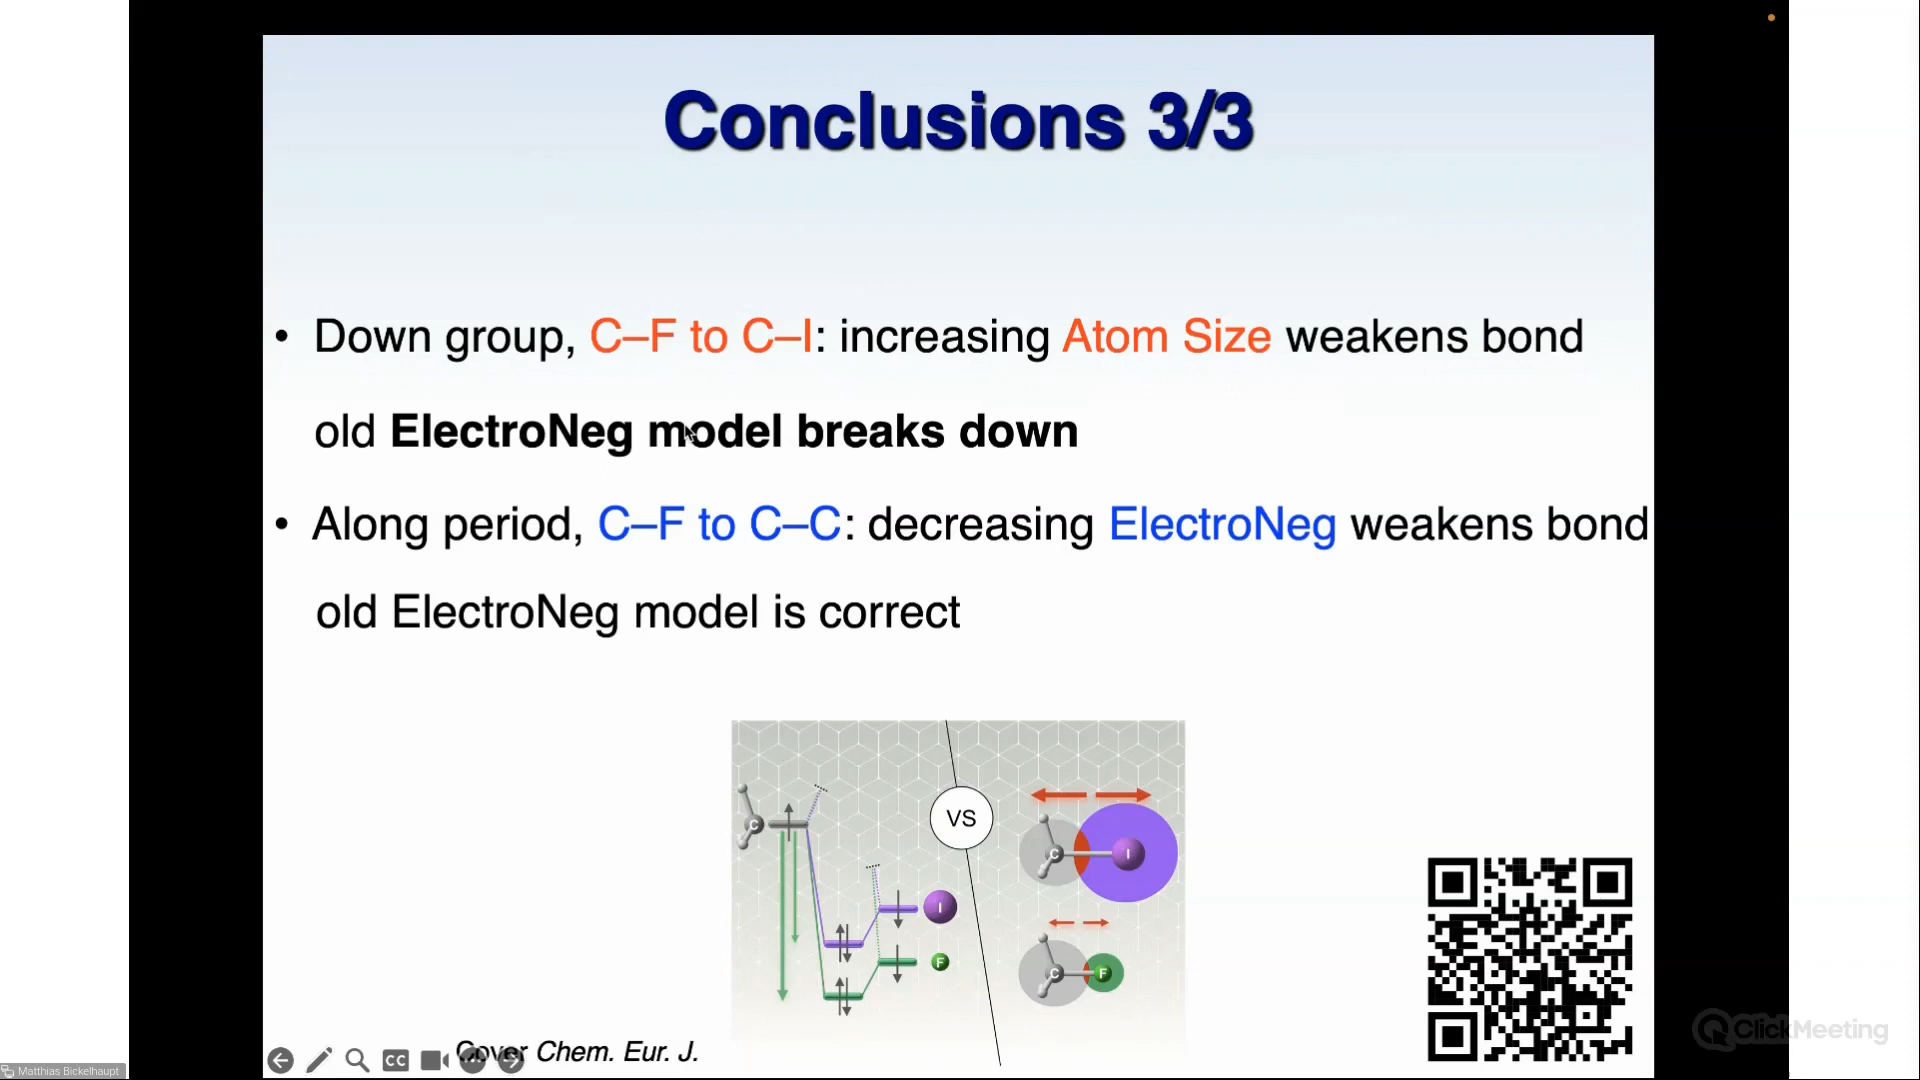 Conclusions 3/3
• Down group, C–F to C–I: increasing Atom Size weakens bond
old ElectroNeg model breaks down
• Along period, C–F to C–C: decreasing ElectroNeg weakens bond
old ElectroNeg model is correct
VS
C
I
F
C
I
C
F
Cover Chem. Eur. J.
CC
ClickMeeting
Matthias Bickelhaupt